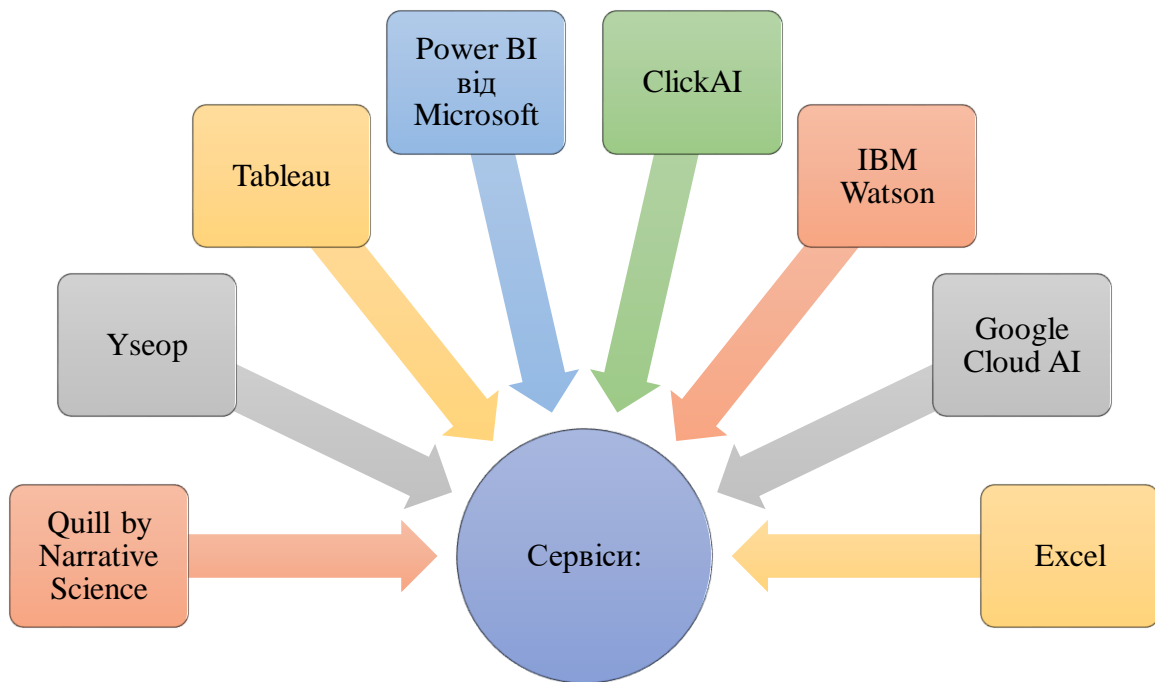 Power BI
від
Microsoft
ClickAI
Tableau
IBM
Watson
Yseop
Google
Cloud AI
Quill by
Narrative
Science
Сервіси:
Excel